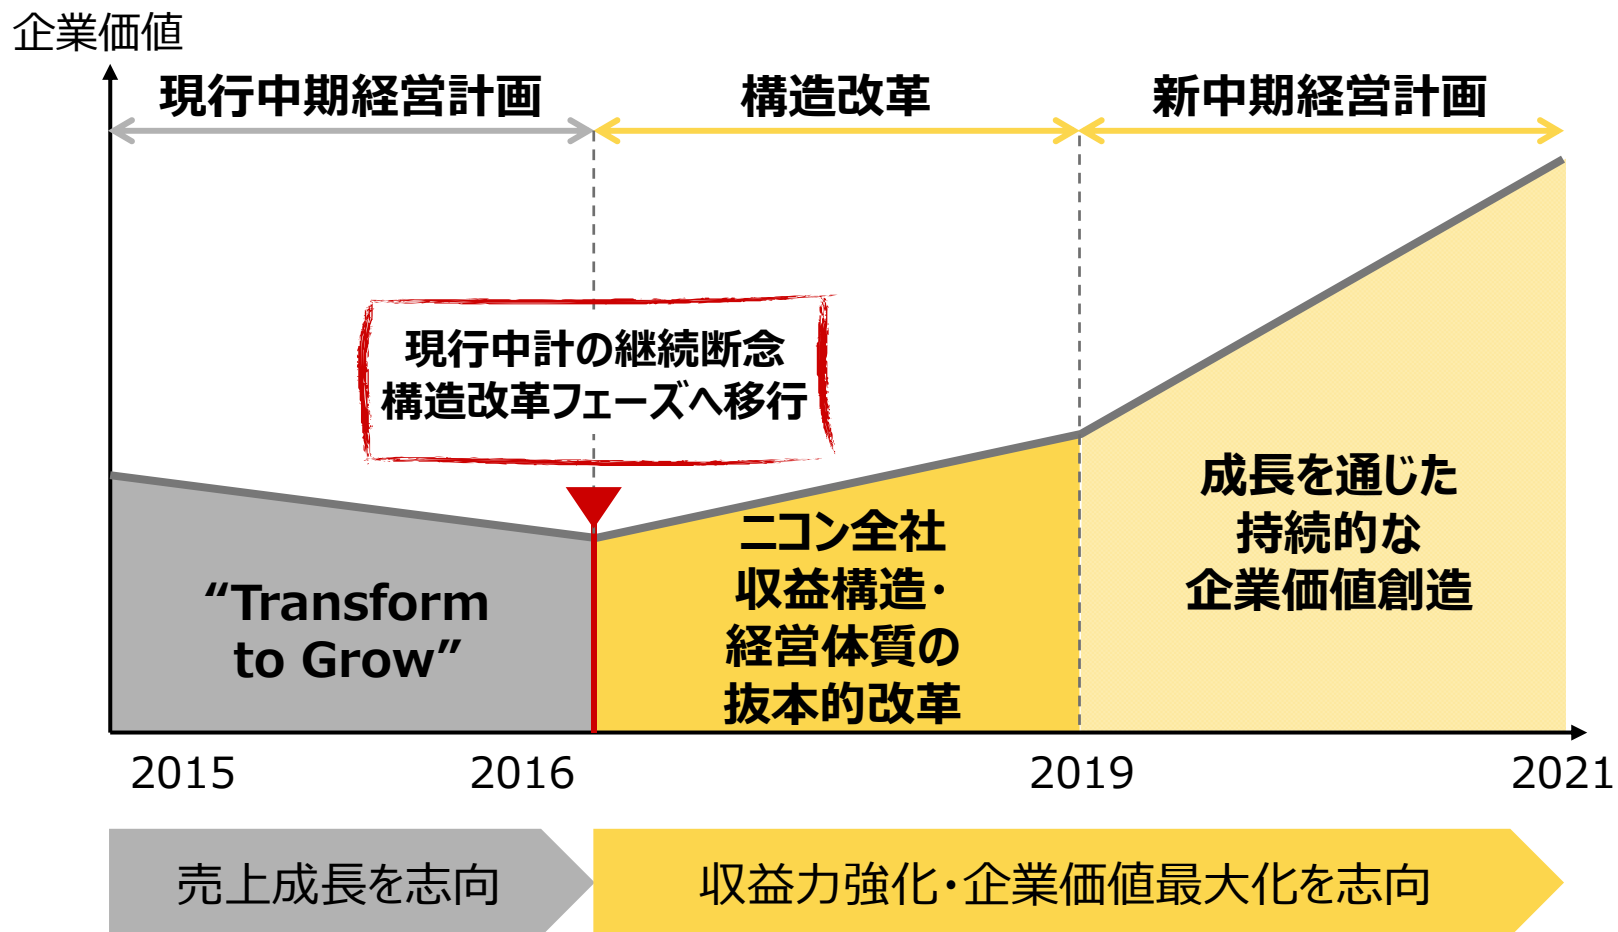 企業価値
現行中期経営計画
構造改革
新中期経営計画
現行中計の継続断念
構造改革フェーズへ移行
“Transform
to Grow”
ニコン全社
収益構造・
経営体質の
抜本的改革
成長を通じた
持続的な
企業価値創造
2015
2016
2019
2021
売上成長を志向
収益力強化・企業価値最大化を志向